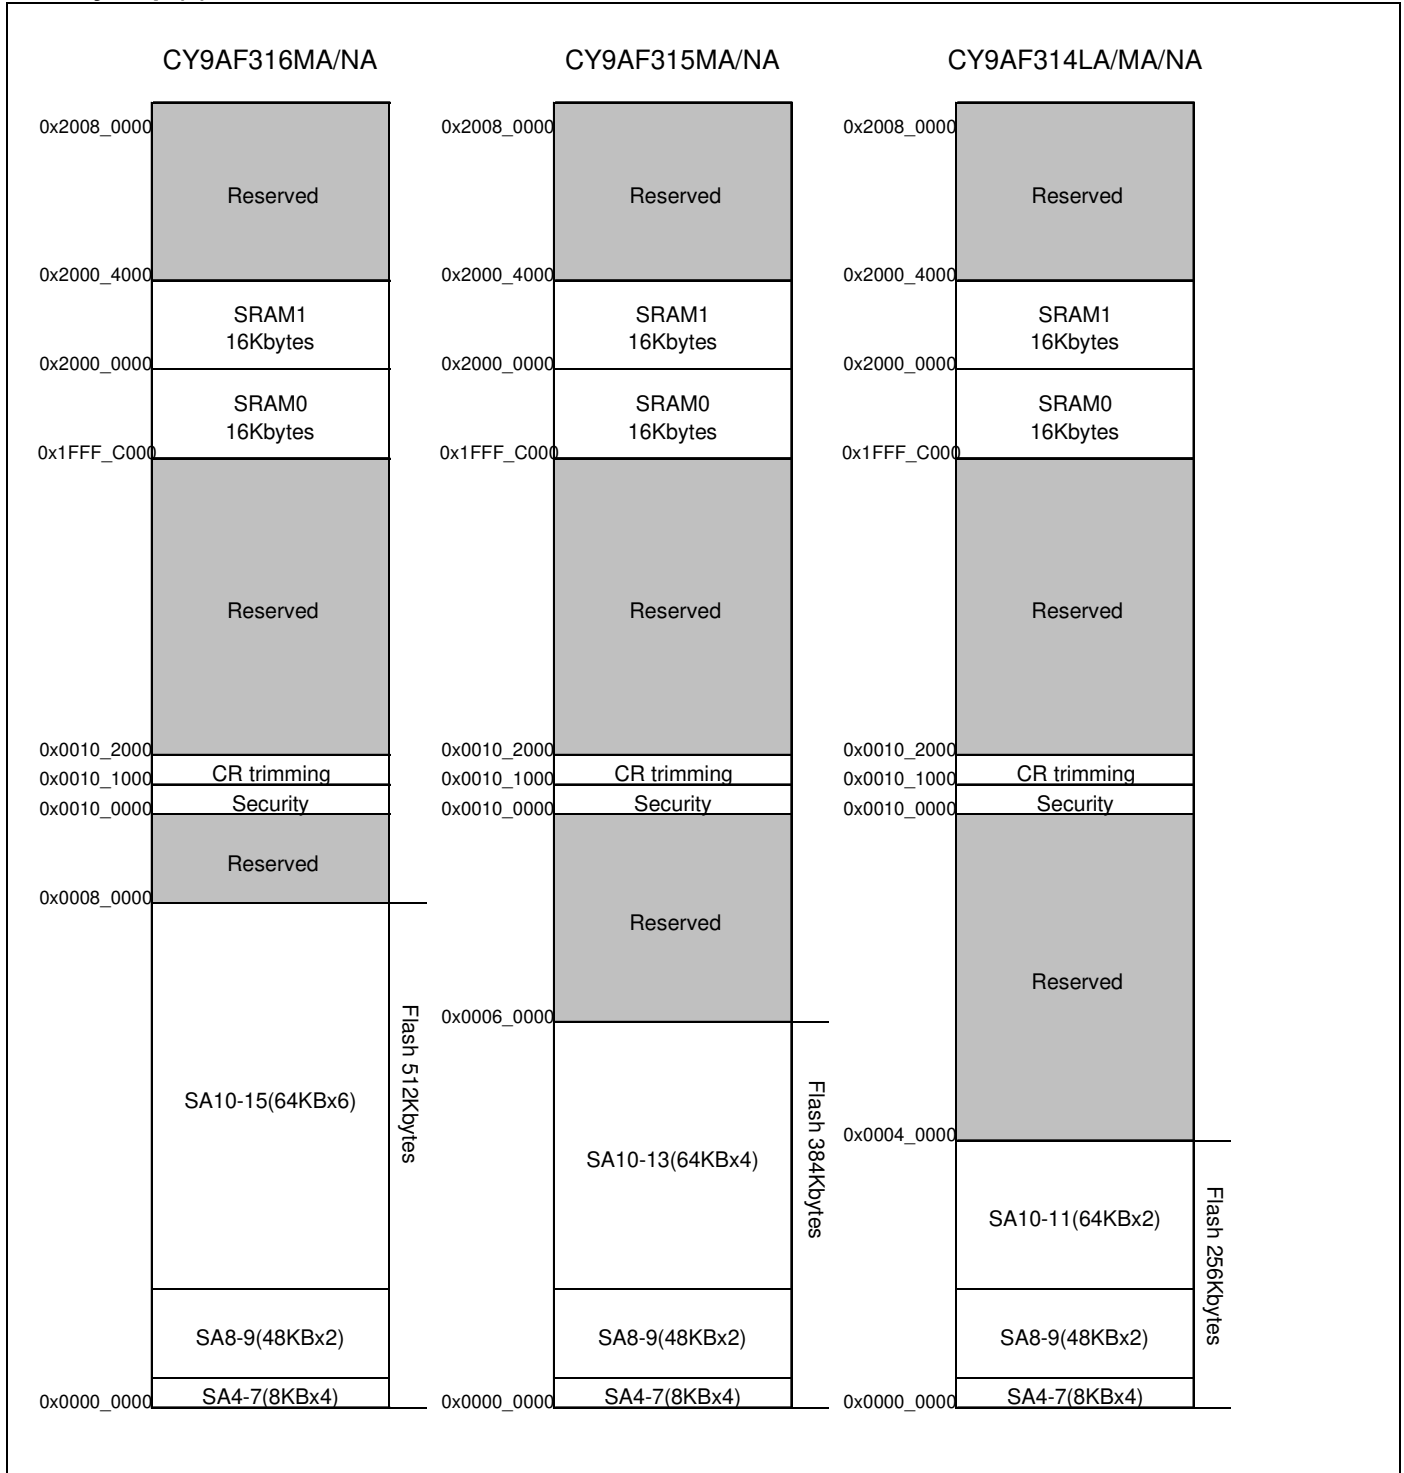 CY9AF316MA/NA
0x2008_0000
Reserved
0x2000_4000
SRAM1
16Kbytes
0x2000_0000
SRAM0
16Kbytes
0x1FFF_C000
Reserved
0x0010_2000
CR trimming
0x0010_1000
Security
0x0010_0000
Reserved
0x0008_0000
Flash 512Kbytes
SA10-15(64KBx6)
SA8-9(48KBx2)
SA4-7(8KBx4)
0x0000_0000
CY9AF315MA/NA
0x2008_0000
Reserved
0x2000_4000
SRAM1
16Kbytes
0x2000_0000
SRAM0
16Kbytes
0x1FFF_C000
Reserved
0x0010_2000
CR trimming
0x0010_1000
Security
0x0010_0000
Reserved
0x0006_0000
Flash 384Kbytes
SA10-13(64KBx4)
SA8-9(48KBx2)
SA4-7(8KBx4)
0x0000_0000
CY9AF314LA/MA/NA
0x2008_0000
Reserved
0x2000_4000
SRAM1
16Kbytes
0x2000_0000
SRAM0
16Kbytes
0x1FFF_C000
Reserved
0x0010_2000
CR trimming
0x0010_1000
Security
0x0010_0000
Reserved
0x0004_0000
Flash 256Kbytes
SA10-11(64KBx2)
SA8-9(48KBx2)
SA4-7(8KBx4)
0x0000_0000